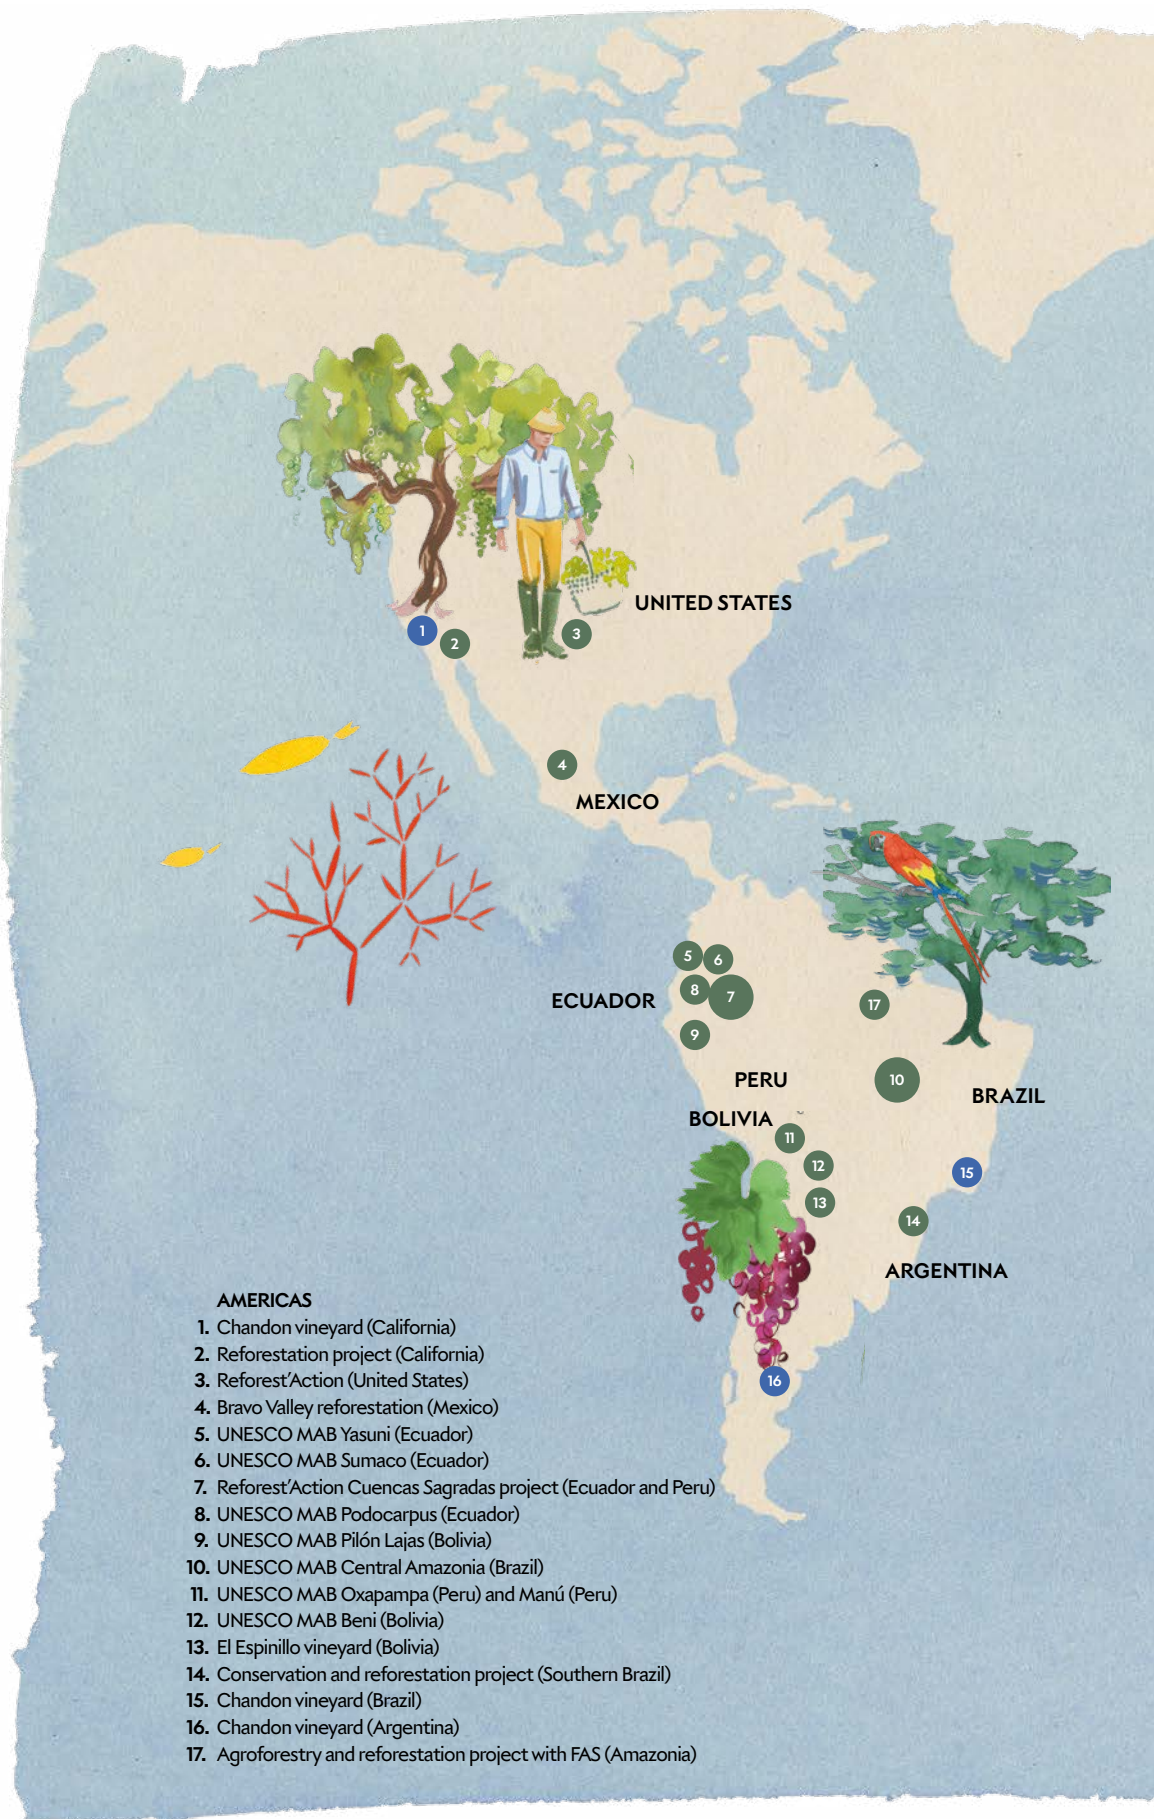 UNITED STATES
1
2
3
4
MEXICO
5
6
8
7
ECUADOR
17
9
PERU
10
BRAZIL
BOLIVIA
11
12
15
13
14
ARGENTINA
16
AMERICAS
1. Chandon vineyard (California)
2. Reforestation project (California)
3. Reforest'Action (United States)
4. Bravo Valley reforestation (Mexico)
5. UNESCO MAB Yasuni (Ecuador)
6. UNESCO MAB Sumaco (Ecuador)
7. Reforest'Action Cuencas Sagradas project (Ecuador and Peru)
8. UNESCO MAB Podocarpus (Ecuador)
9. UNESCO MAB Pilón Lajas (Bolivia)
10. UNESCO MAB Central Amazonia (Brazil)
11. UNESCO MAB Oxapampa (Peru) and Manú (Peru)
12. UNESCO MAB Beni (Bolivia)
13. El Espinillo vineyard (Bolivia)
14. Conservation and reforestation project (Southern Brazil)
15. Chandon vineyard (Brazil)
16. Chandon vineyard (Argentina)
17. Agroforestry and reforestation project with FAS (Amazonia)